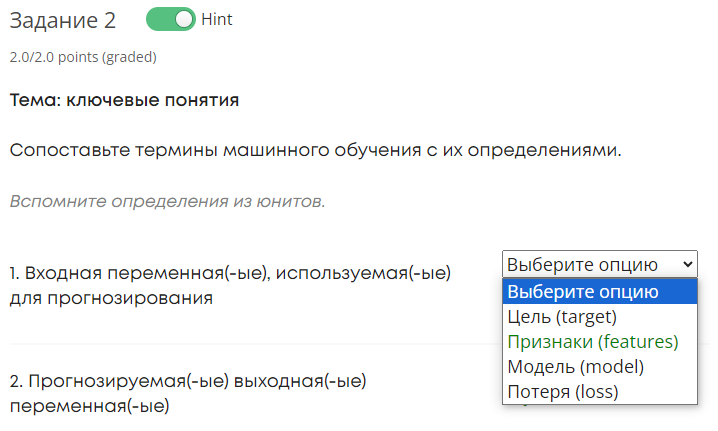 Задание 2 Hint
2.0/2.0 points (graded)
Тема: ключевые понятия
Сопоставьте термины машинного обучения с их определениями.
Вспомните определения из юнитов.
1. Входная переменная(-ые), используемая(-ые)
для прогнозирования
Выберите опцию
Выберите опцию
Цель (target)
Признаки (features)
Модель (model)
Потеря (loss)
2. Прогнозируемая(-ые) выходная(-ые)
переменная(-ые)